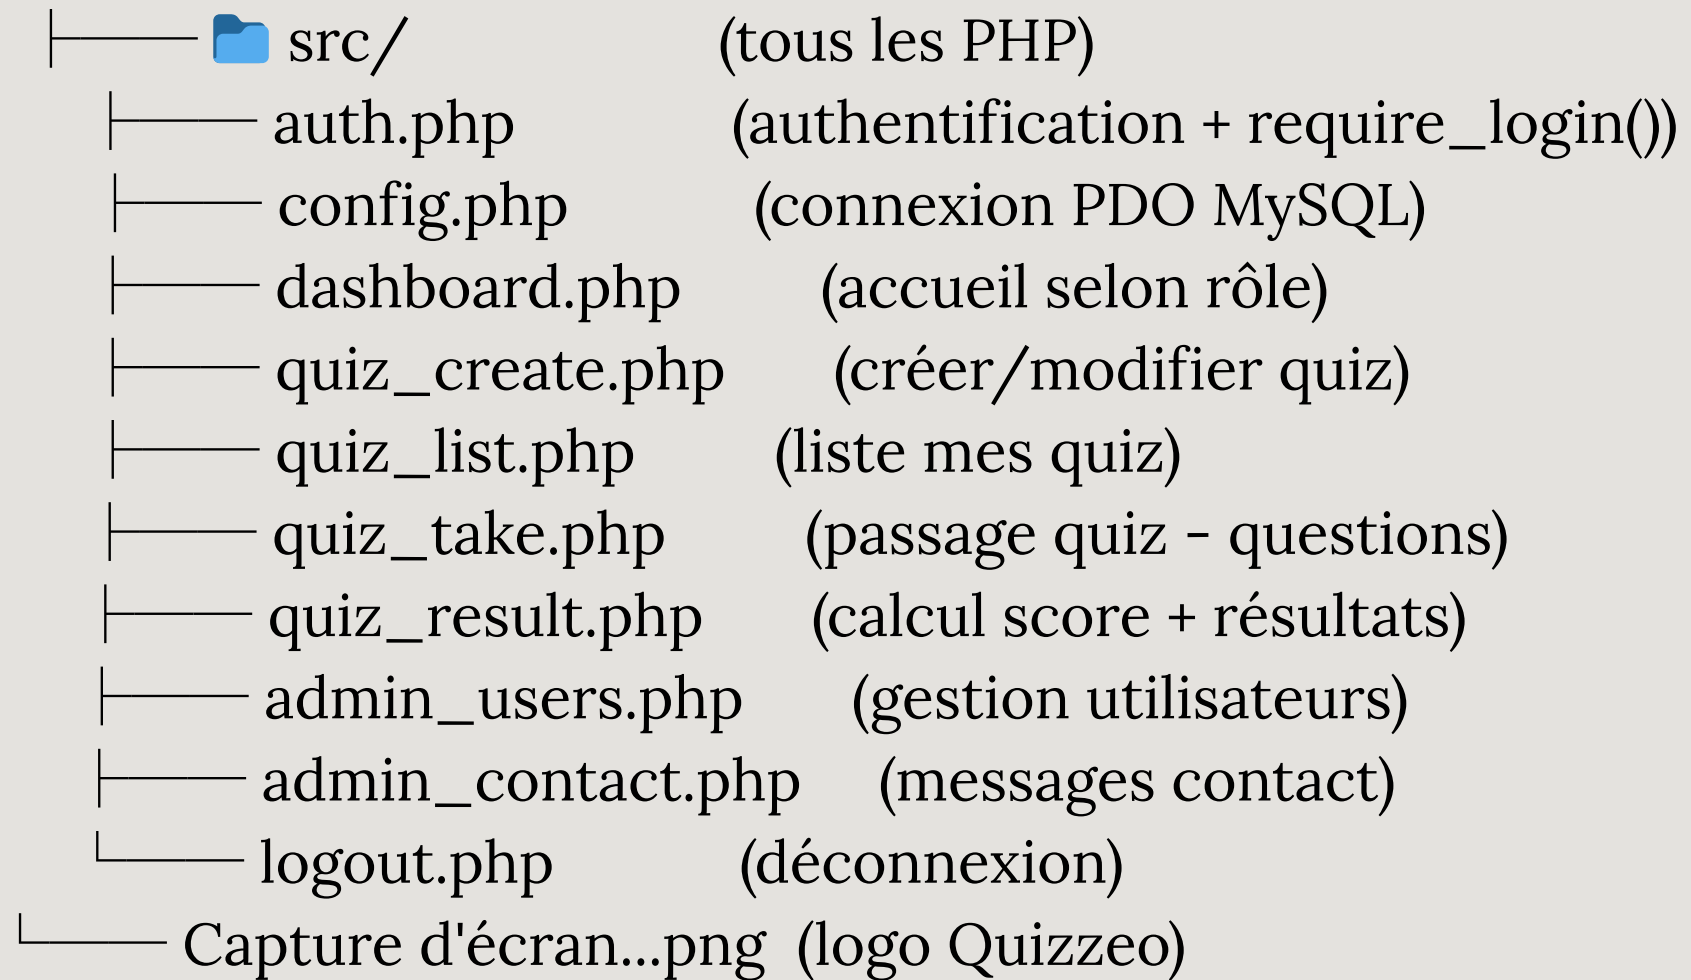 ├── 📁 src/ (tous les PHP)
├── auth.php (authentification + require_login())
├── config.php (connexion PDO MySQL)
├── dashboard.php (accueil selon rôle)
├── quiz_create.php (créer/modifier quiz)
├── quiz_list.php (liste mes quiz)
├── quiz_take.php (passage quiz - questions)
├── quiz_result.php (calcul score + résultats)
├── admin_users.php (gestion utilisateurs)
├── admin_contact.php (messages contact)
└── logout.php (déconnexion)
└── Capture d'écran...png (logo Quizzeo)